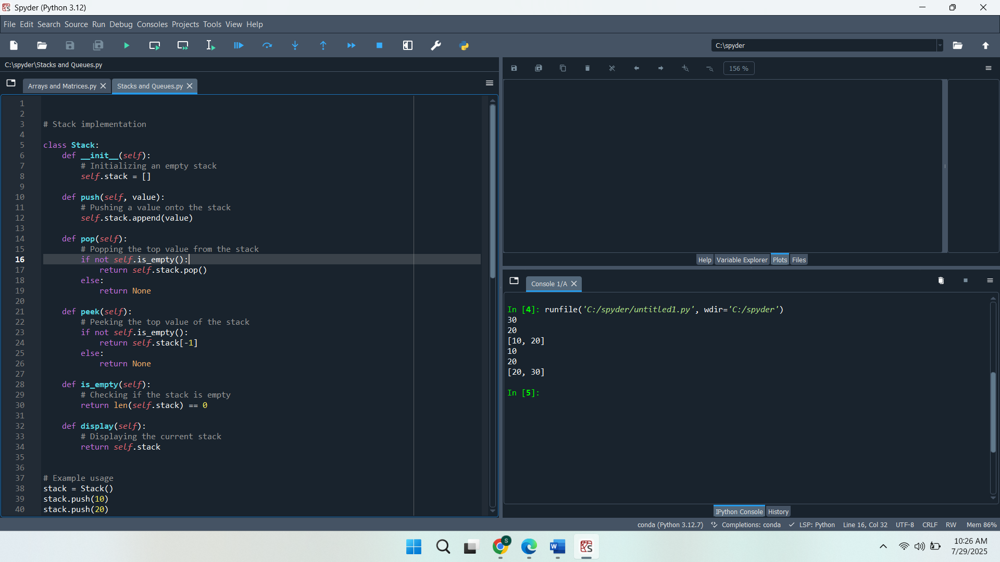 Spyder (Python 3.12)
File Edit Search Source Run Debug Consoles Projects Tools View Help
C:\spyder
C:\spyder\Stacks and Queues.py
156 %
Arrays and Matrices.py
Stacks and Queues.py
1
2
3 # Stack implementation
4
5 class Stack:
6     def __init__(self):
7         # Initializing an empty stack
8         self.stack = []
9
10     def push(self, value):
11         # Pushing a value onto the stack
12         self.stack.append(value)
13
14     def pop(self):
15         # Popping the top value from the stack
16         if not self.is_empty():
17             return self.stack.pop()
18         else:
19             return None
20
21     def peek(self):
22         # Peeking the top value of the stack
23         if not self.is_empty():
24             return self.stack[-1]
25         else:
26             return None
27
28     def is_empty(self):
29         # Checking if the stack is empty
30         return len(self.stack) == 0
31
32     def display(self):
33         # Displaying the current stack
34         return self.stack
35
36
37 # Example usage
38 stack = Stack()
39 stack.push(10)
40 stack.push(20)
Help Variable Explorer Plots Files
Console 1/A
In [4]: runfile('C:/spyder/untitled1.py', wdir='C:/spyder')
30
20
[10, 20]
10
20
[20, 30]
In [5]:
IPython Console History
conda (Python 3.12.7) Completions: conda LSP: Python Line 16, Col 32 UTF-8 CRLF RW Mem 86%
S
W
10:26 AM
7/29/2025